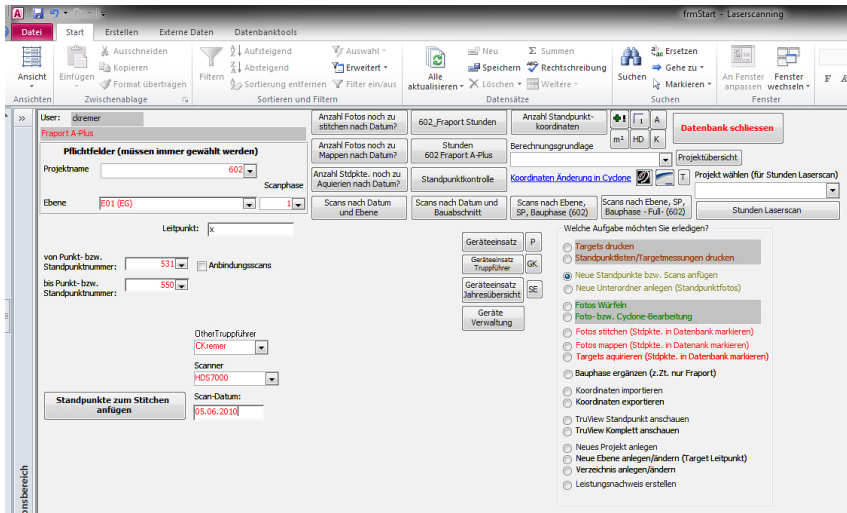 frmStart - Laserscanning
Datei Start Erstellen Externe Daten Datenbanktools
Ansicht
Ansichten
Einfügen
Ausschneiden
Kopieren
Format übertragen
Zwischenablage
Filtern
Aufsteigend
Absteigend
Sortierung entfernen
Auswahl
Erweitert
Filter ein/aus
Sortieren und Filtern
Alle
aktualisieren
Neu
Speichern
Löschen
Summen
Rechtschreibung
Weitere
Datensätze
Suchen
Ersetzen
Gehe zu
Markieren
Suchen
An Fenster
anpassen
Fenster
wechseln
Fenster
F
User: ckremer
Fraport A-Plus
Pflichtfelder (müssen immer gewählt werden)
Projektname 602
Scanphase
Ebene E01 (EG) 1
Leitpunkt: x
von Punkt- bzw.
Standpunktnummer: 531
Anbindungsscans
bis Punkt- bzw.
Standpunktnummer: 550
OtherTruppführer
CKremer
Scanner
HDS7000
Scan-Datum:
05.06.2010
Standpunkte zum Stitchen
anfügen
Anzahl Fotos noch zu
stitchen nach Datum?
602_Fraport Stunden
Anzahl Standpunkt-
koordinaten
A
m² HD K
Datenbank schliessen
Anzahl Fotos noch zu
Mappen nach Datum?
Stunden
602 Fraport A-Plus
Berechnungsgrundlage
Projektübersicht
Anzahl Stdpkte. noch zu
Aquierien nach Datum?
Standpunktkontrolle
Koordinaten Änderung in Cyclone
T
Projekt wählen (für Stunden Laserscan)
Scans nach Datum
und Ebene
Scans nach Datum und
Bauabschnitt
Scans nach Ebene,
SP, Bauphase (602)
Scans nach Ebene, SP,
Bauphase - Full- (602)
Stunden Laserscan
Geräteeinsatz P
Geräteeinsatz
Truppführer
GK
Geräteeinsatz
Jahresübersicht
SE
Geräte
Verwaltung
Welche Aufgabe möchten Sie erledigen?
Targets drucken
Standpunktlisten/Targetmessungen drucken
Neue Standpunkte bzw. Scans anfügen
Neue Unterordner anlegen (Standpunktfotos)
Fotos Würfeln
Foto- bzw. Cyclone-Bearbeitung
Fotos stitchen (Stdpkte. in Datenbank markieren)
Fotos mappen (Stdpkte. in Datenank markieren)
Targets aquirieren (Stdpkte. in Datenbank markieren)
Bauphase ergänzen (z.Zt. nur Fraport)
Koordinaten importieren
Koordinaten exportieren
TruView Standpunkt anschauen
TruView Komplett anschauen
Neues Projekt anlegen
Neue Ebene anlegen/ändern (Target Leitpunkt)
Verzeichnis anlegen/ändern
Leistungsnachweis erstellen
onsbereich